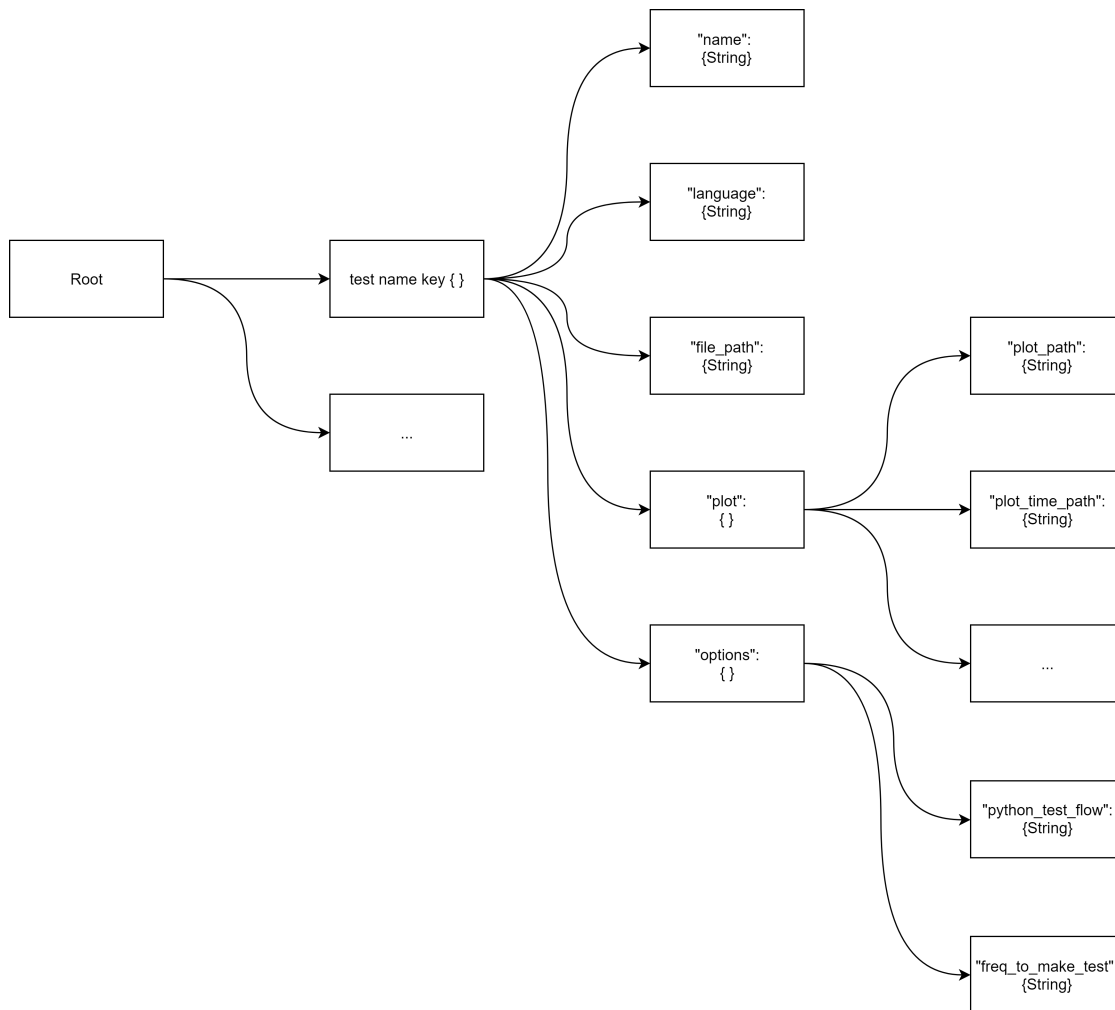 Root
test name key { }
...
"name":
{String}
"language":
{String}
"file_path":
{String}
"plot":
{ }
"options":
{ }
"plot_path":
{String}
"plot_time_path":
{String}
...
"python_test_flow":
{String}
"freq_to_make_test"
{String}